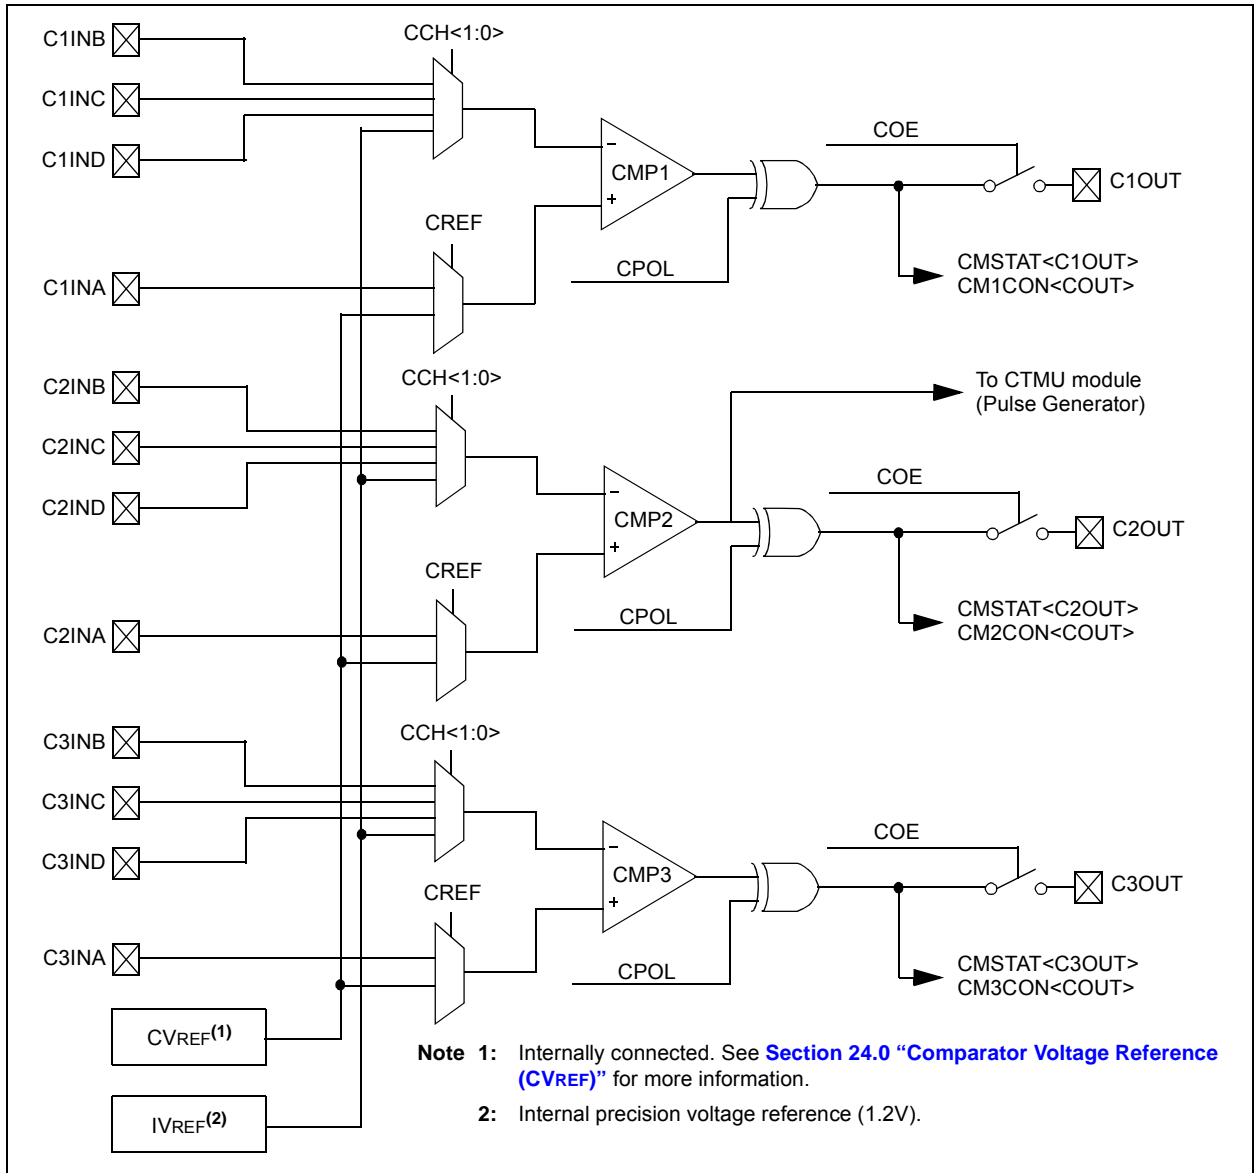 C1INB
CCH<1:0>
C1INC
C1IND
COE
CMP1
-
+
C1OUT
CREF
CPOL
CMSTAT<C1OUT>
CM1CON<COUT>
C1INA
C2INB
CCH<1:0>
To CTMU module
(Pulse Generator)
C2INC
C2IND
COE
CMP2
-
+
C2OUT
CREF
CPOL
CMSTAT<C2OUT>
CM2CON<COUT>
C2INA
C3INB
CCH<1:0>
C3INC
C3IND
COE
CMP3
-
+
C3OUT
CREF
CPOL
CMSTAT<C3OUT>
CM3CON<COUT>
C3INA
CVREF(1)
IVREF(2)
Note 1: Internally connected. See Section 24.0 “Comparator Voltage Reference
(CVREF)” for more information.
2: Internal precision voltage reference (1.2V).